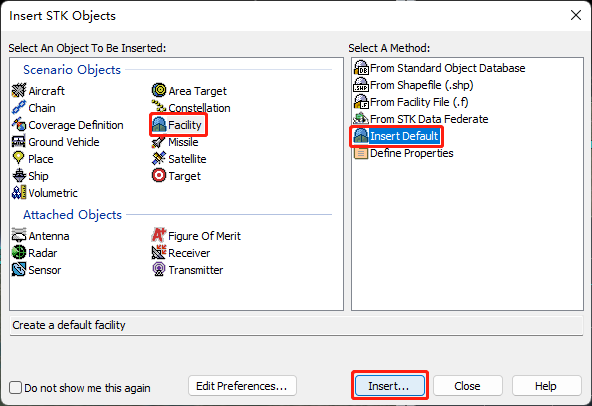 Insert STK Objects
Select An Object To Be Inserted:
Scenario Objects
Aircraft
Area Target
Chain
Constellation
Coverage Definition
Facility
Ground Vehicle
Missile
Place
Satellite
Ship
Target
Volumetric
Attached Objects
Antenna
Figure Of Merit
Radar
Receiver
Sensor
Transmitter
Select A Method:
DB
From Standard Object Database
.SHP
From Shapefile (.shp)
F
From Facility File (.f)
From STK Data Federate
Insert Default
Define Properties
Create a default facility
Do not show me this again
Edit Preferences...
Insert...
Close
Help